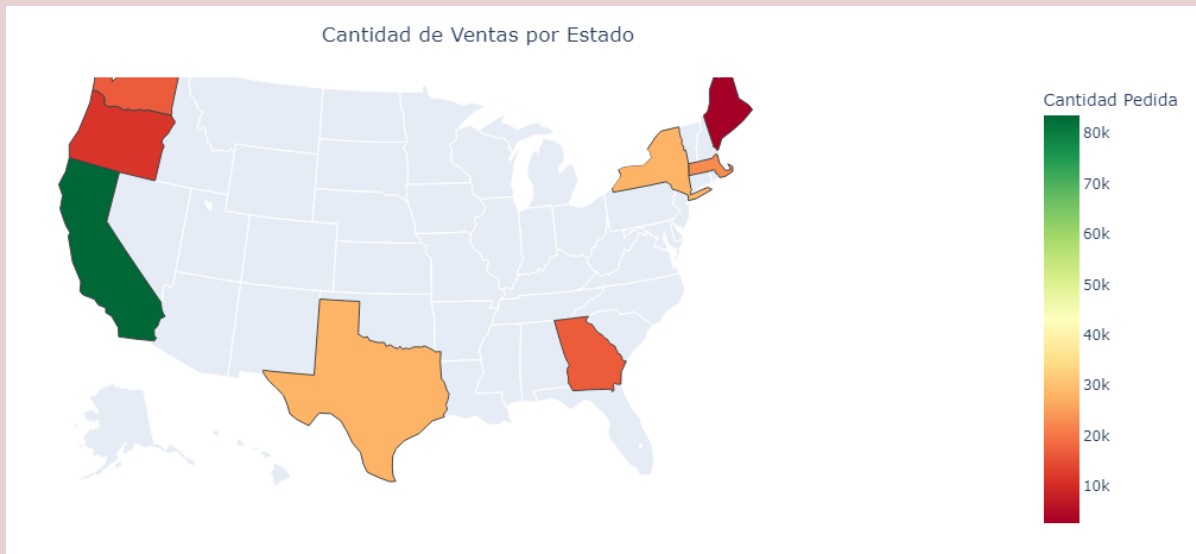 Cantidad de Ventas por Estado
Cantidad Pedida
80k
70k
60k
50k
40k
30k
20k
10k